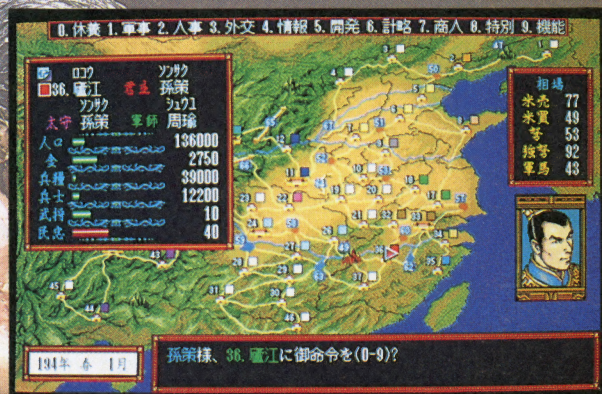 0.休養 1.軍事 2.人事 3.外交 4.情報 5.開発 6.計略 7.商人 8.特別 9.機能
ロコウ ソンサク
36.廬江 君主 孫策
ソンサク シュウユ
太守 孫策 軍師 周瑜
人口 136000
金 2750
兵糧 39000
兵士 12200
武将 10
民忠 40
相場
米売 77
米買 49
弩 53
強弩 92
軍馬 43
194年 春 1月
孫策様、36.廬江に御命令を(0-9)?